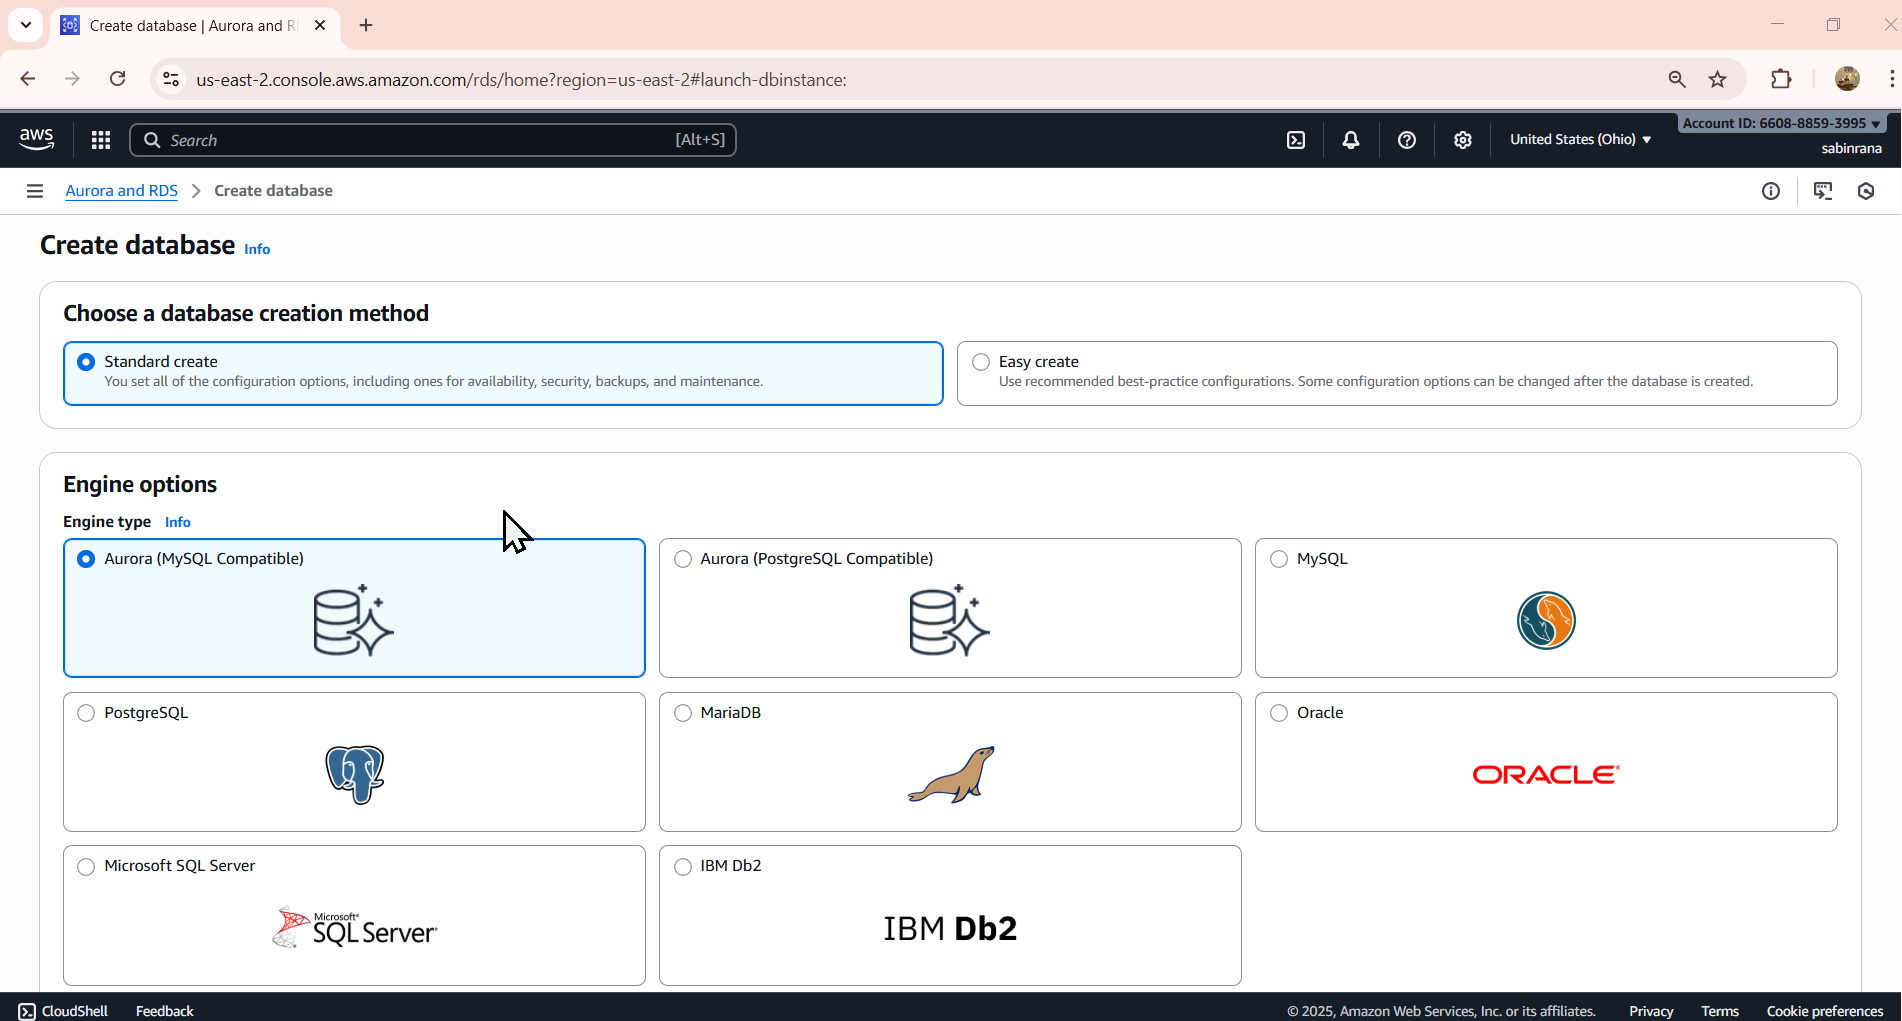 Create database | Aurora and R
us-east-2.console.aws.amazon.com/rds/home?region=us-east-2#launch-dbinstance:
aws
Search
[Alt+S]
United States (Ohio)
Account ID: 6608-8859-3995
sabinrana
Aurora and RDS
Create database
Create database Info
Choose a database creation method
Standard create
You set all of the configuration options, including ones for availability, security, backups, and maintenance.
Easy create
Use recommended best-practice configurations. Some configuration options can be changed after the database is created.
Engine options
Engine type Info
Aurora (MySQL Compatible)
Aurora (PostgreSQL Compatible)
MySQL
PostgreSQL
MariaDB
Oracle
ORACLE
Microsoft SQL Server
Microsoft®
SQL Server
IBM Db2
IBM Db2
CloudShell
Feedback
© 2025, Amazon Web Services, Inc. or its affiliates.
Privacy
Terms
Cookie preferences